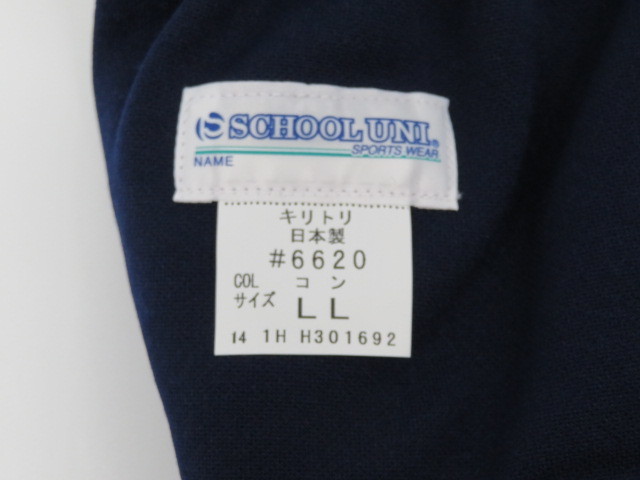 S SCHOOL UNI®
SPORTS WEAR
NAME
キリトリ
日本製
#6620
COL コン
サイズ LL
f4 1H H301692